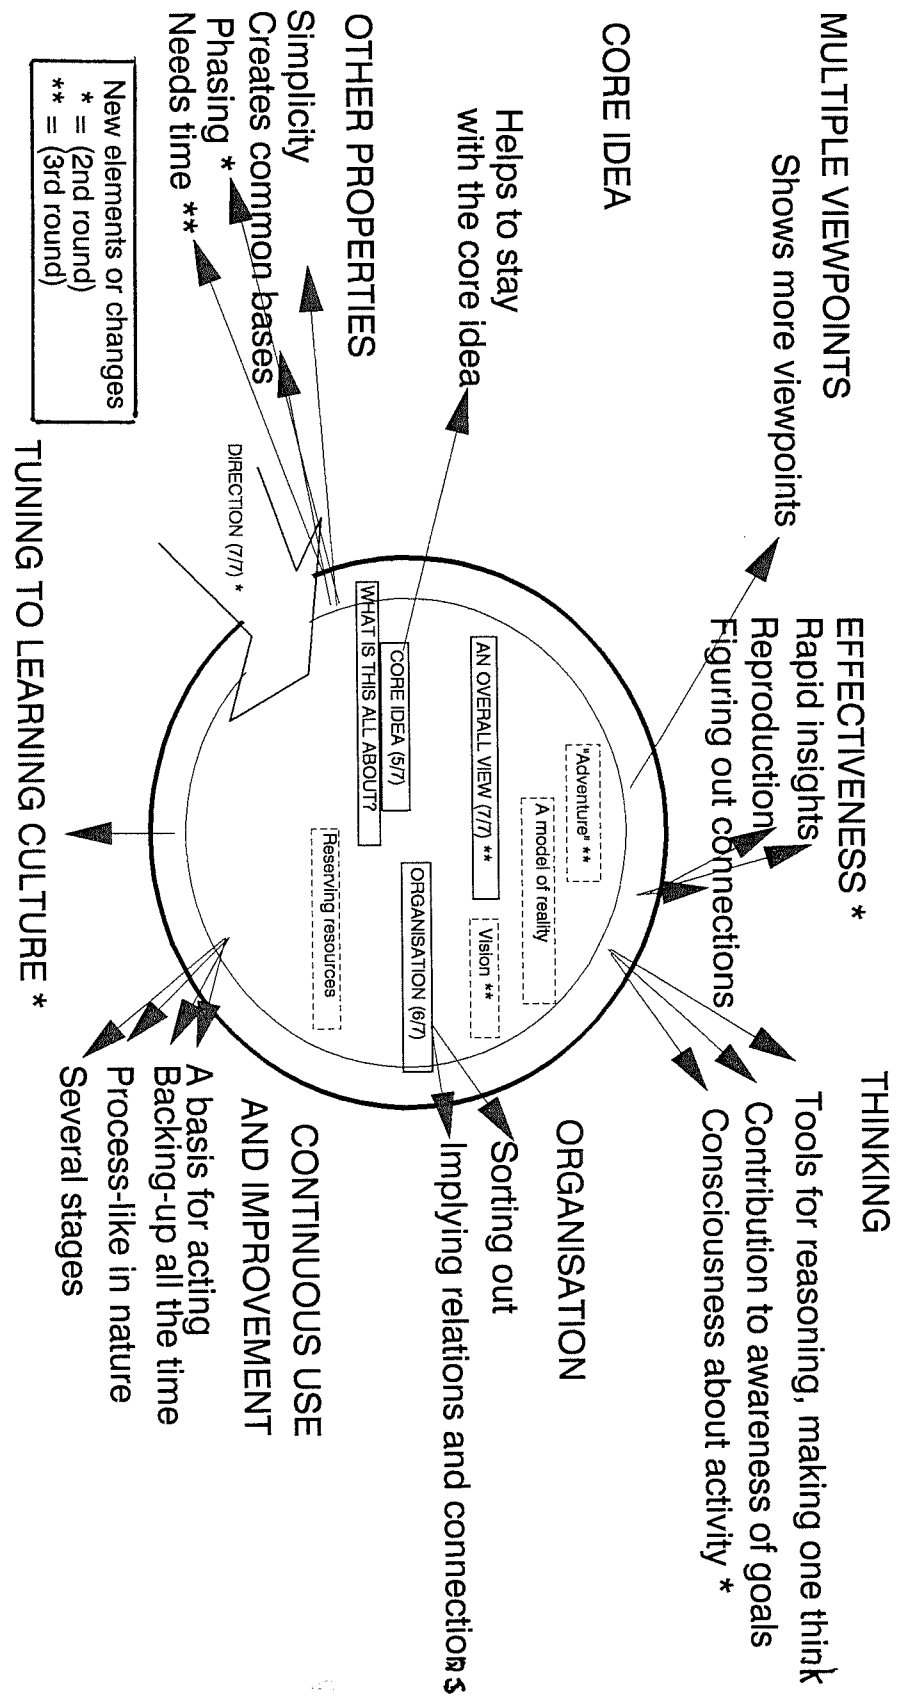 MULTIPLE VIEWPOINTS
Shows more viewpoints
EFFECTIVENESS *
Rapid insights
Reproduction
Figuring out connections
THINKING
Tools for reasoning, making one think
Contribution to awareness of goals
Consciousness about activity *
CORE IDEA
Helps to stay
with the core idea
ORGANISATION
Sorting out
Implying relations and connections
"Adventure" **
A model of reality
AN OVERALL VIEW (7/7) **
Vision **
CORE IDEA (5/7)
WHAT IS THIS ALL ABOUT?
ORGANISATION (6/7)
Reserving resources
OTHER PROPERTIES
Simplicity
Creates common bases
Phasing *
Needs time **
DIRECTION (7/7) *
CONTINUOUS USE
AND IMPROVEMENT
A basis for acting
Backing-up all the time
Process-like in nature
Several stages
New elements or changes
* = (2nd round)
** = (3rd round)
TUNING TO LEARNING CULTURE *